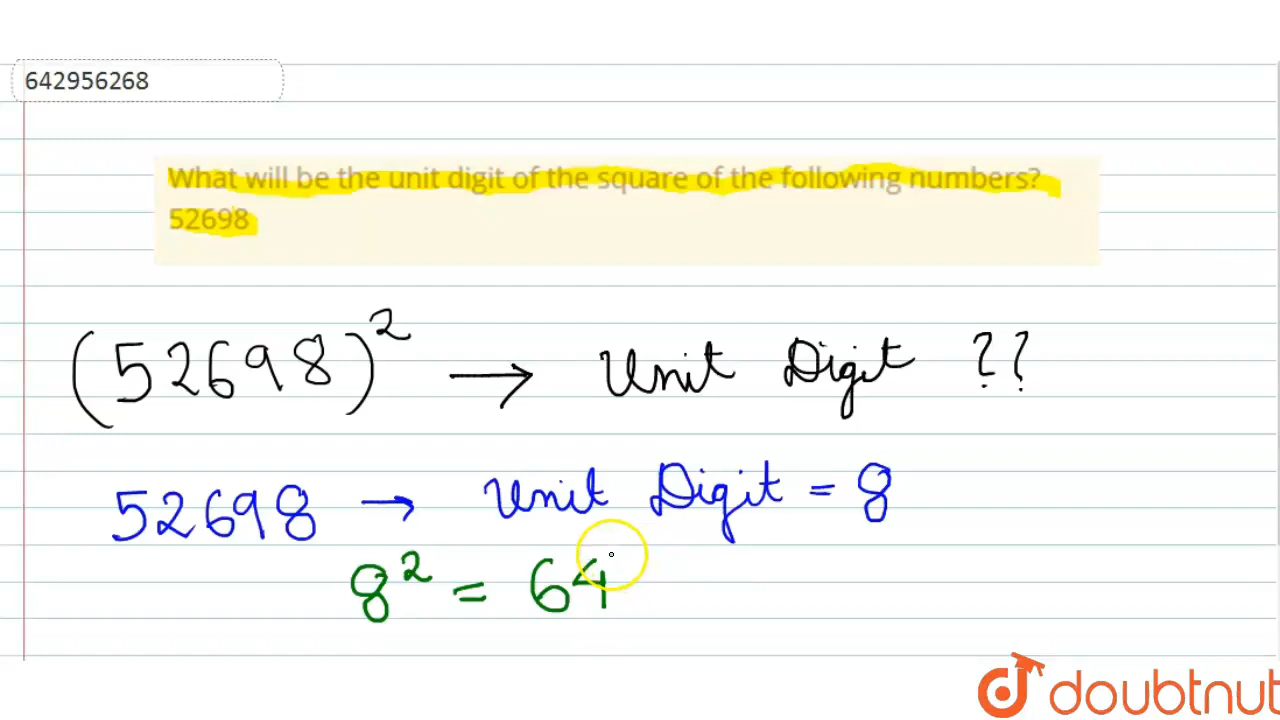 642956268
What will be the unit digit of the square of the following numbers?
52698
(52698)² → Unit Digit ??
52698 → Unit Digit = 8
8² = 64
doubtnut